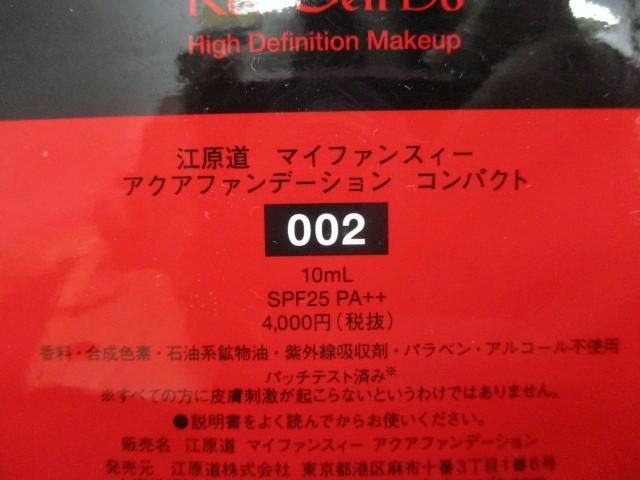 High Definition Makeup
江原道 マイファンスィー
アクアファンデーション コンパクト
002
10mL
SPF25 PA++
4,000円(税抜)
香料・合成色素・石油系鉱物油・紫外線吸収剤・パラベン・アルコール不使用
パッチテスト済み※
※すべての方に皮膚刺激が起こらないというわけではありません。
●説明書をよく読んでからお使いください。
販売名 江原道 マイファンスィー アクアファンデーション
発売元 江原道株式会社 東京都港区麻布十番3丁目1番6号